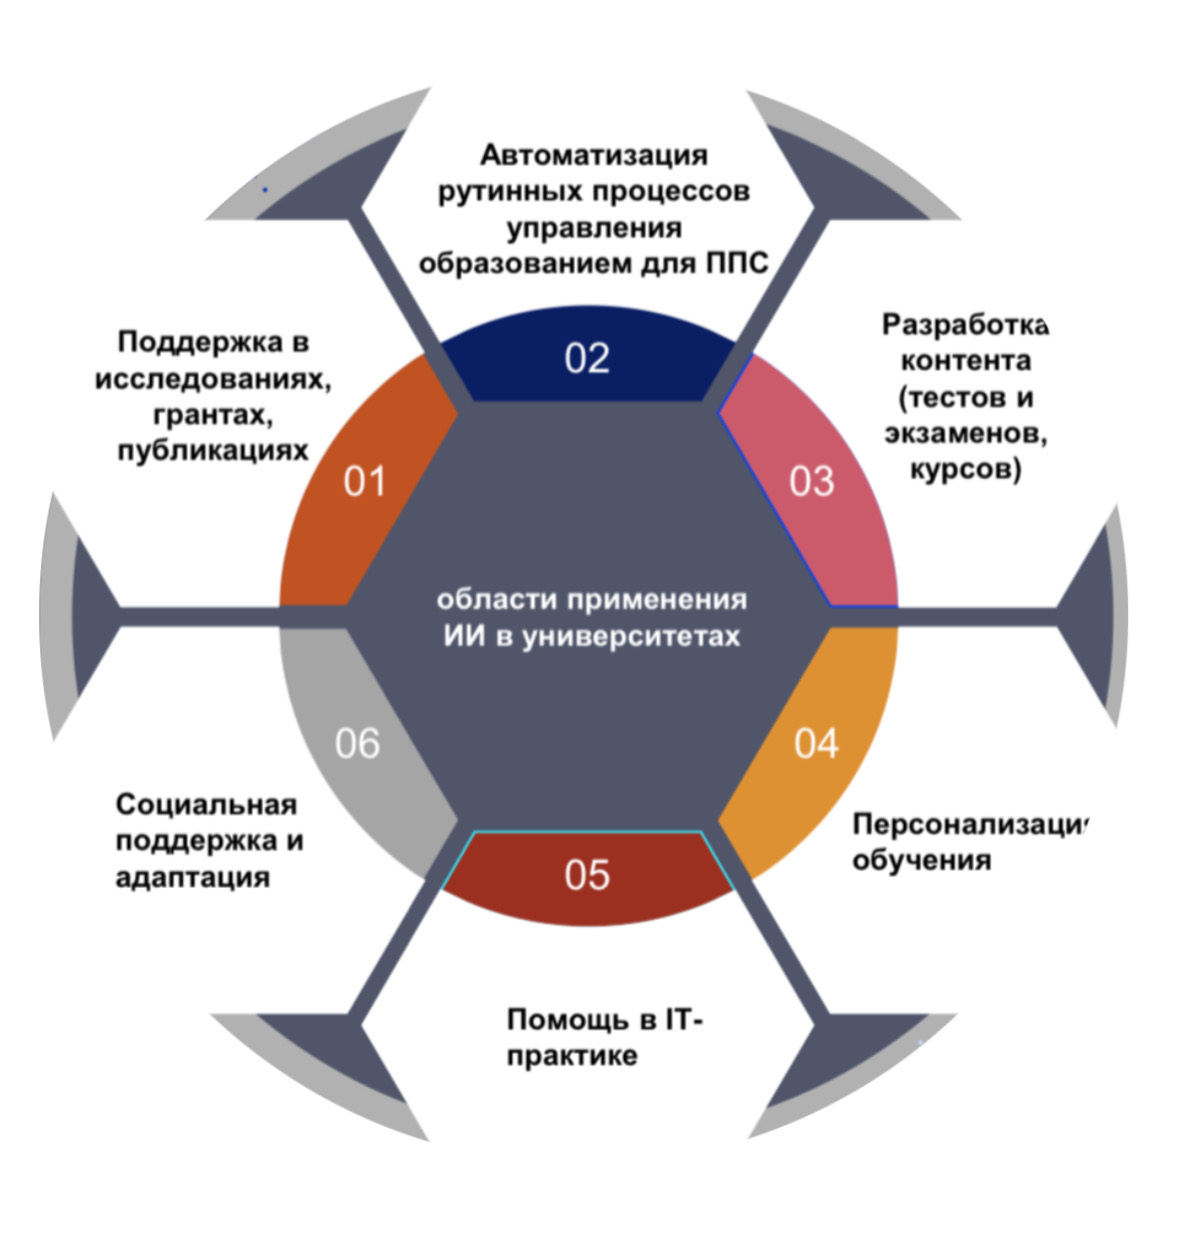 Автоматизация
рутинных процессов
управления
образованием для ППС
Поддержка в
исследованиях,
грантах,
публикациях
Разработка
контента
(тестов и
экзаменов,
курсов)
02
01
03
области применения
ИИ в университетах
06
04
05
Социальная
поддержка и
адаптация
Персонализаци
обучения
Помощь в IT-
практике